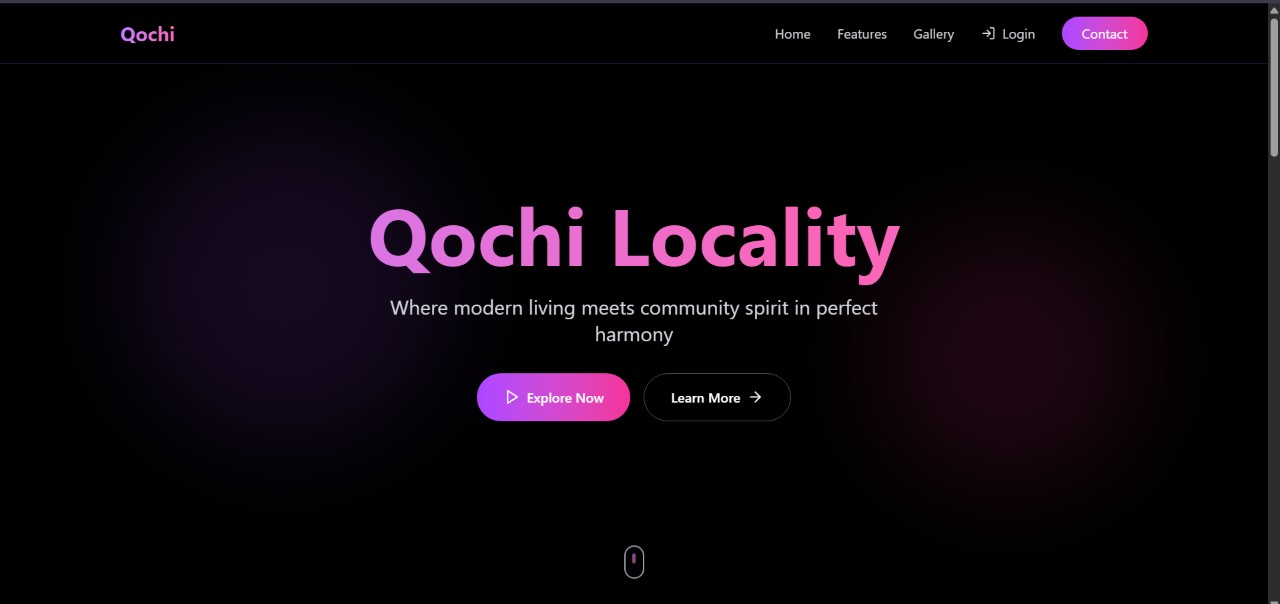 Qochi
Home
Features
Gallery
Login
Contact
Qochi Locality
Where modern living meets community spirit in perfect
harmony
Explore Now
Learn More